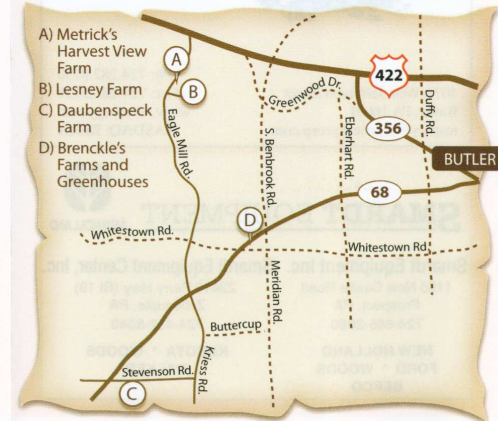 A) Metrick's
Harvest View
Farm
B) Lesney Farm
C) Daubenspeck
Farm
D) Brenckle's
Farms and
Greenhouses
A
B
422
Greenwood Dr.
356
Duffy Rd.
BUTLER
Eagle Mill Rd.
S. Benbrook Rd.
Eberhart Rd.
68
D
Whitestown Rd.
Whitestown Rd
Meridian Rd.
Buttercup
Kriess Rd.
Stevenson Rd.
C